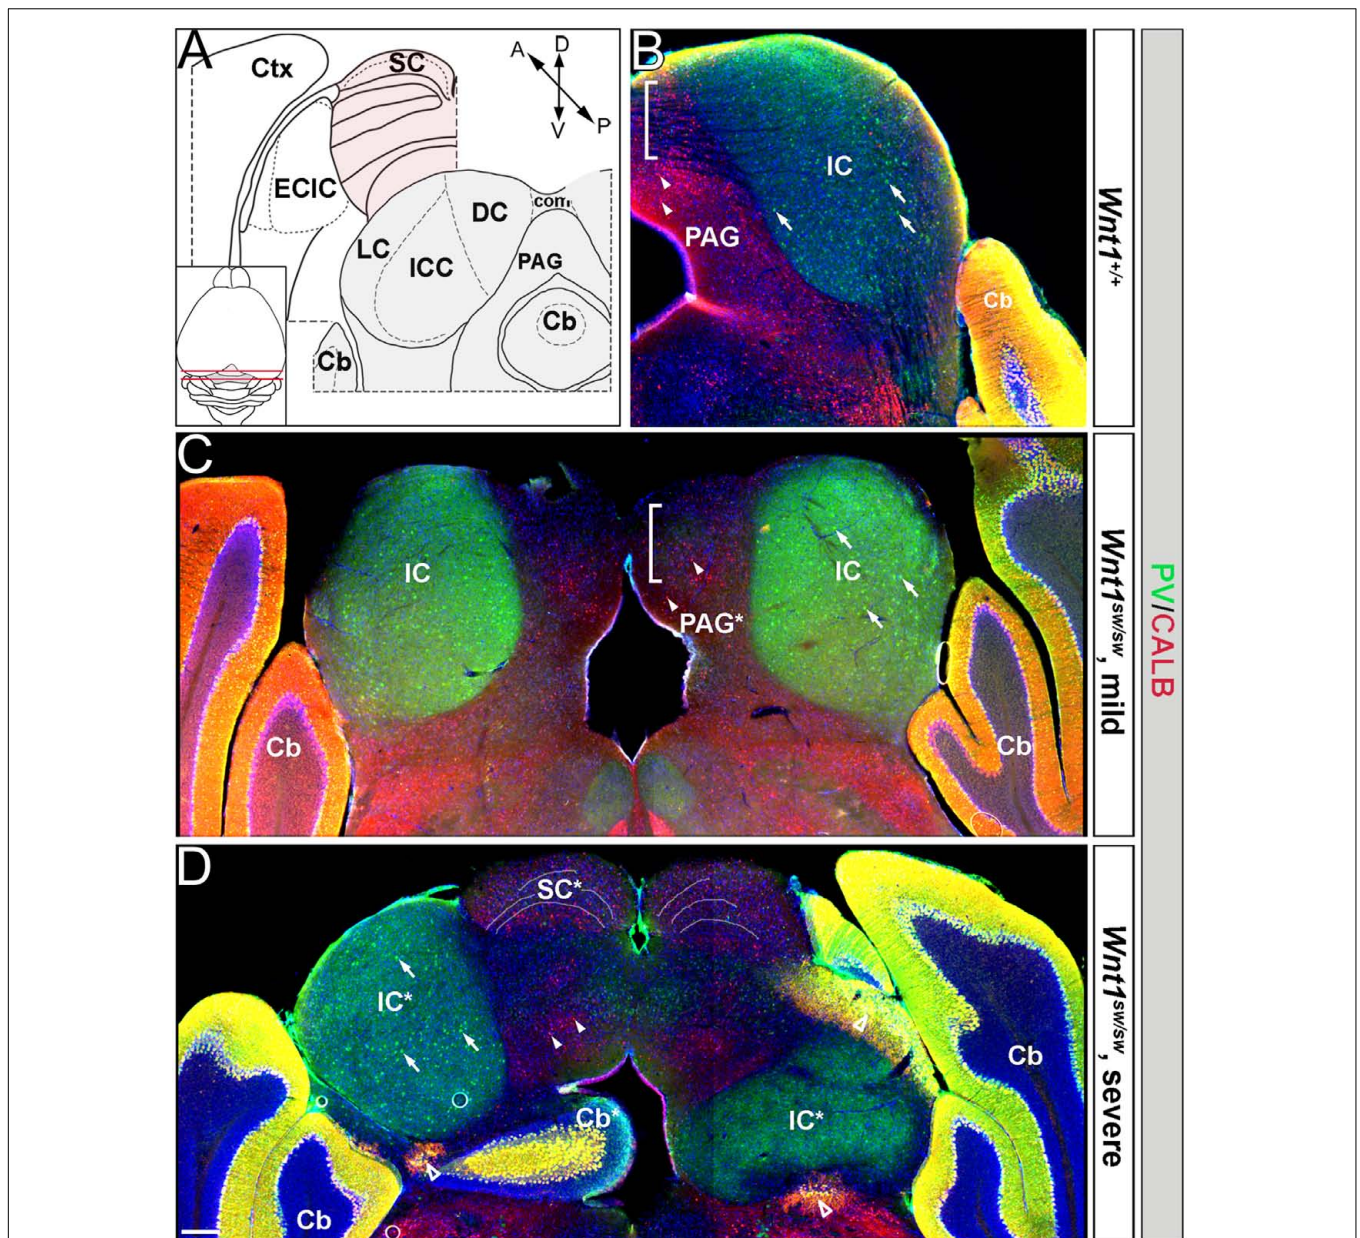 A
Ctx
SC
A
D
V
P
ECIC
DC
com
LC
ICC
PAG
Cb
Cb
B
IC
PAG
Cb
Wnt1+/+
C
IC
IC
PAG*
Cb
Cb
Wnt1sw/sw, mild
PV/CALB
D
SC*
IC*
Cb
Cb*
IC*
Cb
Wnt1sw/sw, severe